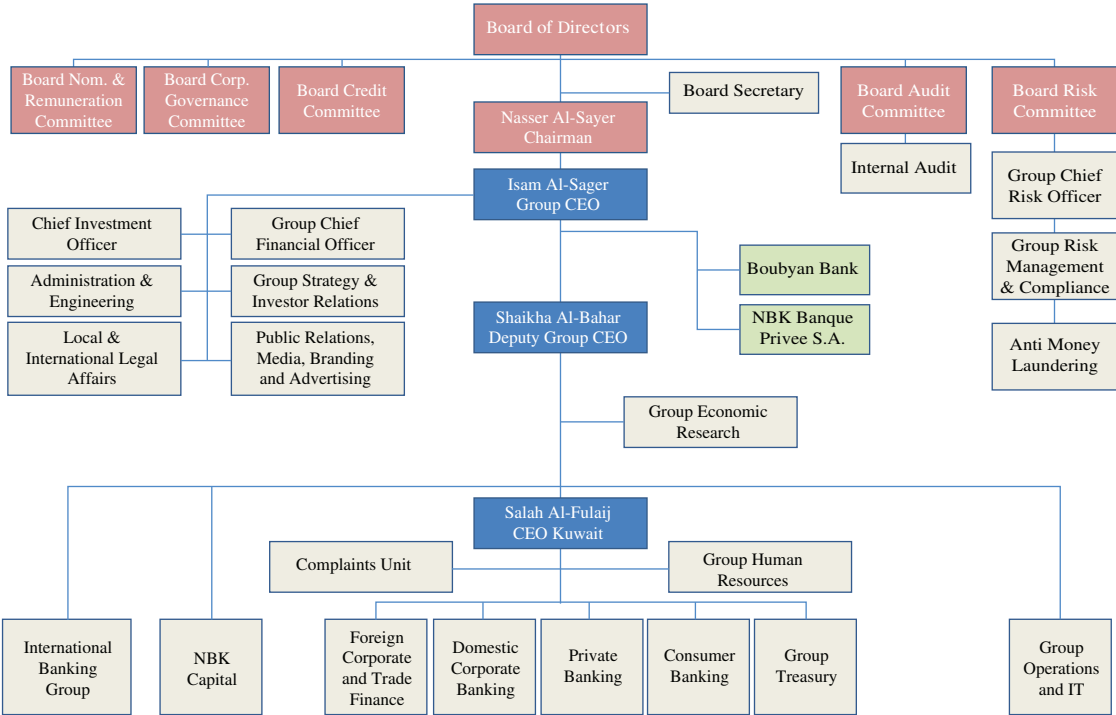 Board of Directors
Board Nom. &
Remuneration
Committee
Board Corp.
Governance
Committee
Board Credit
Committee
Board Secretary
Board Audit
Committee
Board Risk
Committee
Nasser Al-Sayer
Chairman
Internal Audit
Group Chief
Risk Officer
Isam Al-Sager
Group CEO
Chief Investment
Officer
Group Chief
Financial Officer
Group Risk
Management
& Compliance
Boubyan Bank
Administration &
Engineering
Group Strategy &
Investor Relations
Shaikha Al-Bahar
Deputy Group CEO
NBK Banque
Privee S.A.
Local &
International Legal
Affairs
Public Relations,
Media, Branding
and Advertising
Anti Money
Laundering
Group Economic
Research
Salah Al-Fulaij
CEO Kuwait
Complaints Unit
Group Human
Resources
International
Banking
Group
NBK
Capital
Foreign
Corporate
and Trade
Finance
Domestic
Corporate
Banking
Private
Banking
Consumer
Banking
Group
Treasury
Group
Operations
and IT